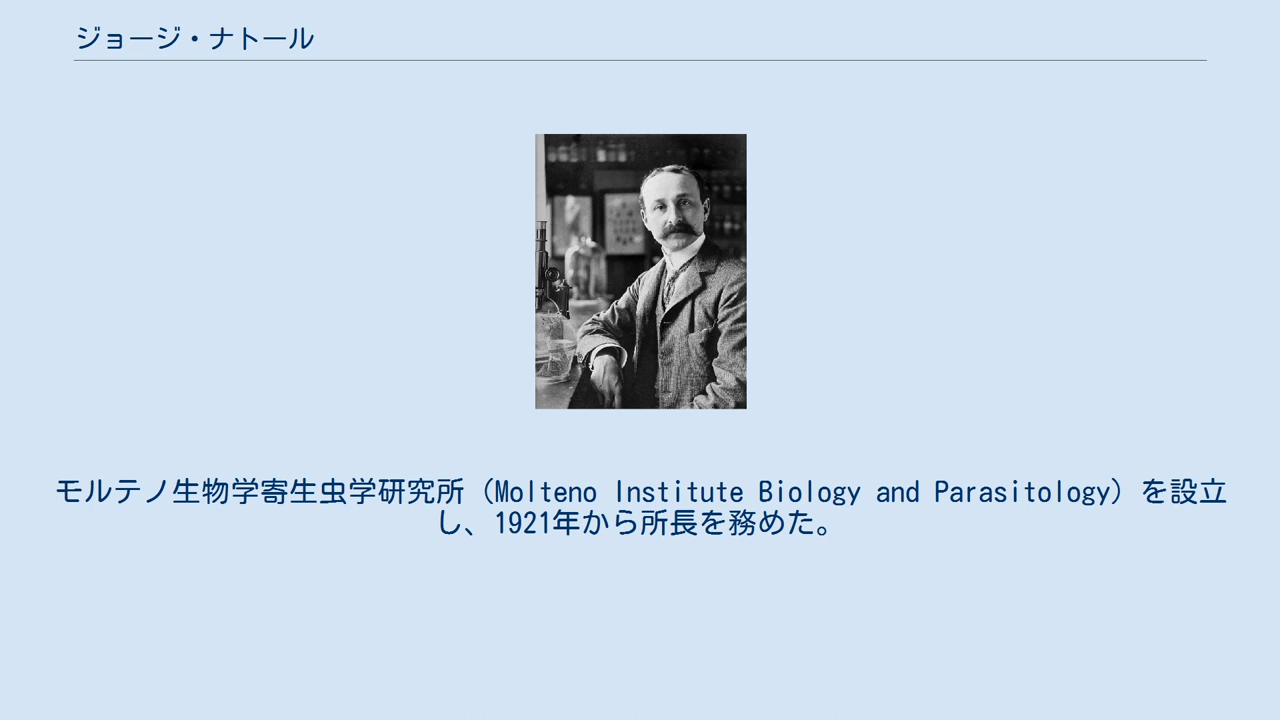 ジョージ・ナトール
モルテノ生物学寄生虫学研究所（Molteno Institute Biology and Parasitology）を設立
し、1921年から所長を務めた。